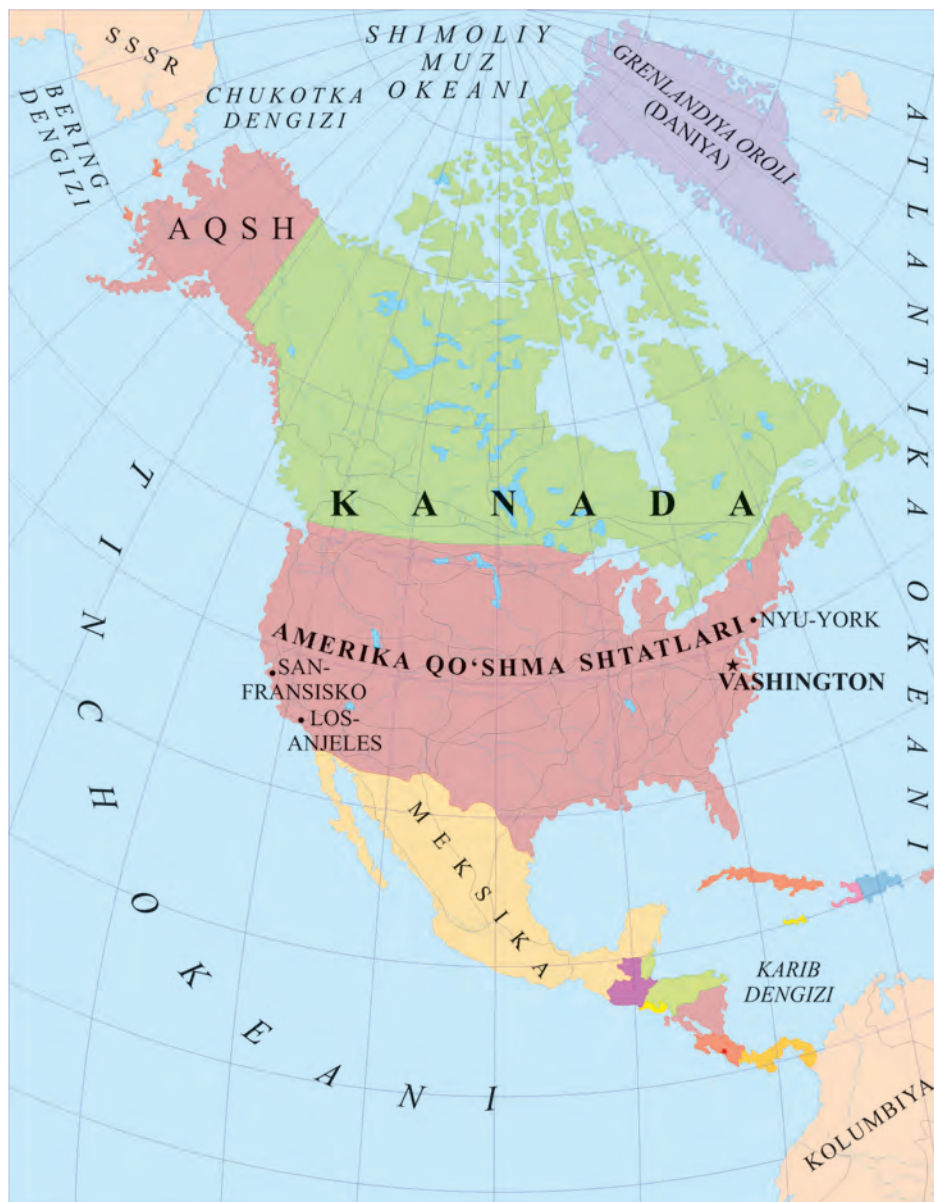 SSSR
SHIMOLIY
MUZ
OKEANI
GRENLANDIYA OROLI
(DANIYA)
BERING
DENGIZI
CHUKOTKA
DENGIZI
ATLANTIKA OKEANI
AQSH
KANADA
TINCH OKEANI
AMERIKA QO‘SHMA SHTATLARI
NYU-YORK
VASHINGTON
SAN-
FRANSISKO
LOS-
ANJELES
MEKSIKA
KARIB
DENGIZI
KOLUMBIYA